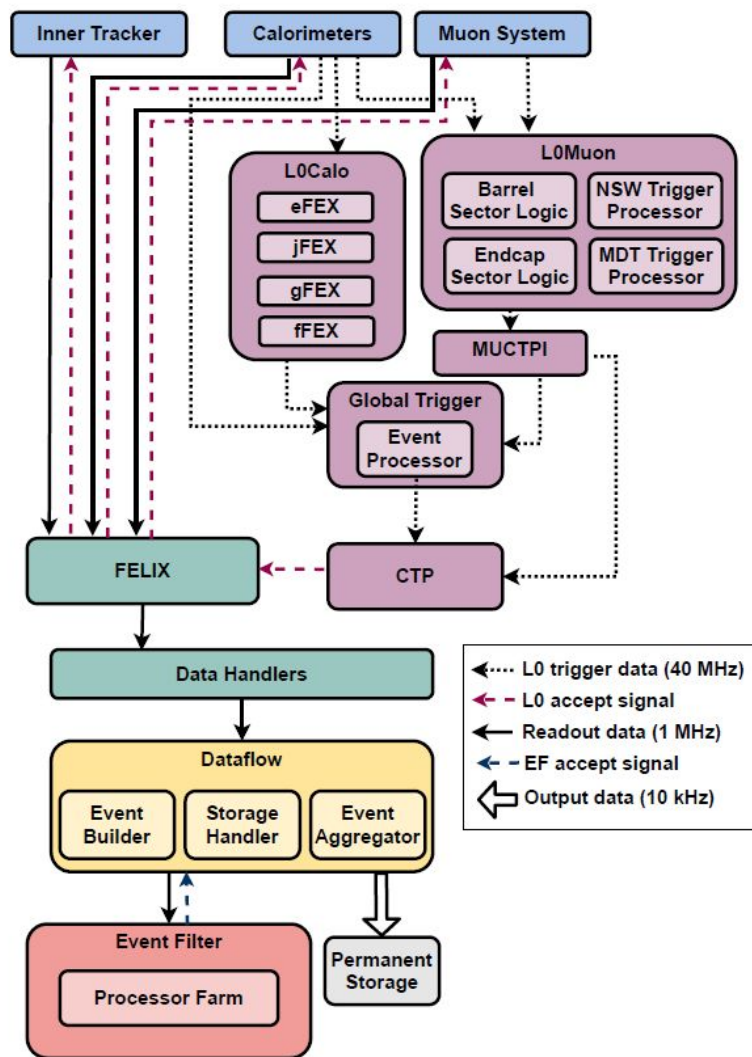 Inner Tracker
Calorimeters
Muon System
L0Calo
eFEX
jFEX
gFEX
fFEX
L0Muon
Barrel
Sector Logic
NSW Trigger
Processor
Endcap
Sector Logic
MDT Trigger
Processor
MUCTPI
Global Trigger
Event
Processor
FELIX
CTP
Data Handlers
Dataflow
Event
Builder
Storage
Handler
Event
Aggregator
Event Filter
Processor Farm
Permanent
Storage
L0 trigger data (40 MHz)
L0 accept signal
Readout data (1 MHz)
EF accept signal
Output data (10 kHz)